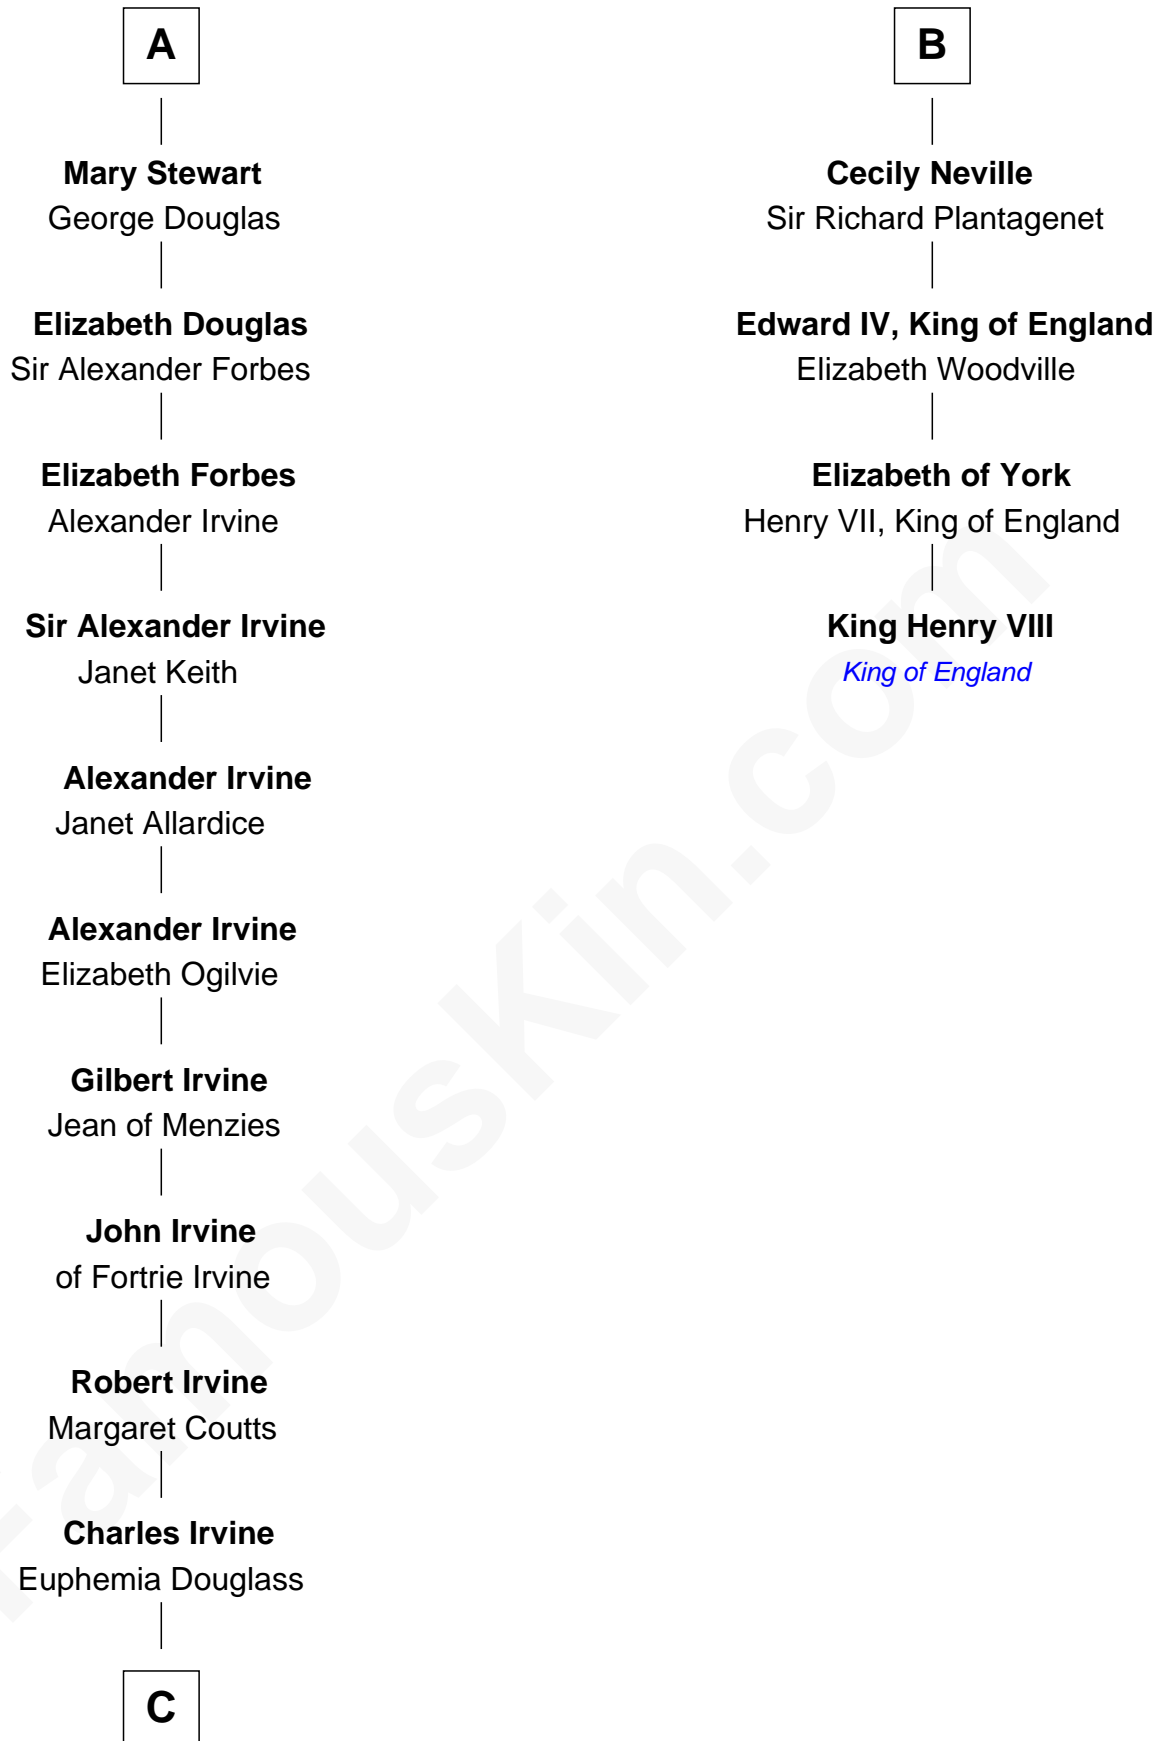 A
Mary Stewart
George Douglas
Elizabeth Douglas
Sir Alexander Forbes
Elizabeth Forbes
Alexander Irvine
Sir Alexander Irvine
Janet Keith
Alexander Irvine
Janet Allardice
Alexander Irvine
Elizabeth Ogilvie
Gilbert Irvine
Jean of Menzies
John Irvine
of Fortrie Irvine
Robert Irvine
Margaret Coutts
Charles Irvine
Euphemia Douglass
C
B
Cecily Neville
Sir Richard Plantagenet
Edward IV, King of England
Elizabeth Woodville
Elizabeth of York
Henry VII, King of England
King Henry VIII
King of England
FamousKin.com